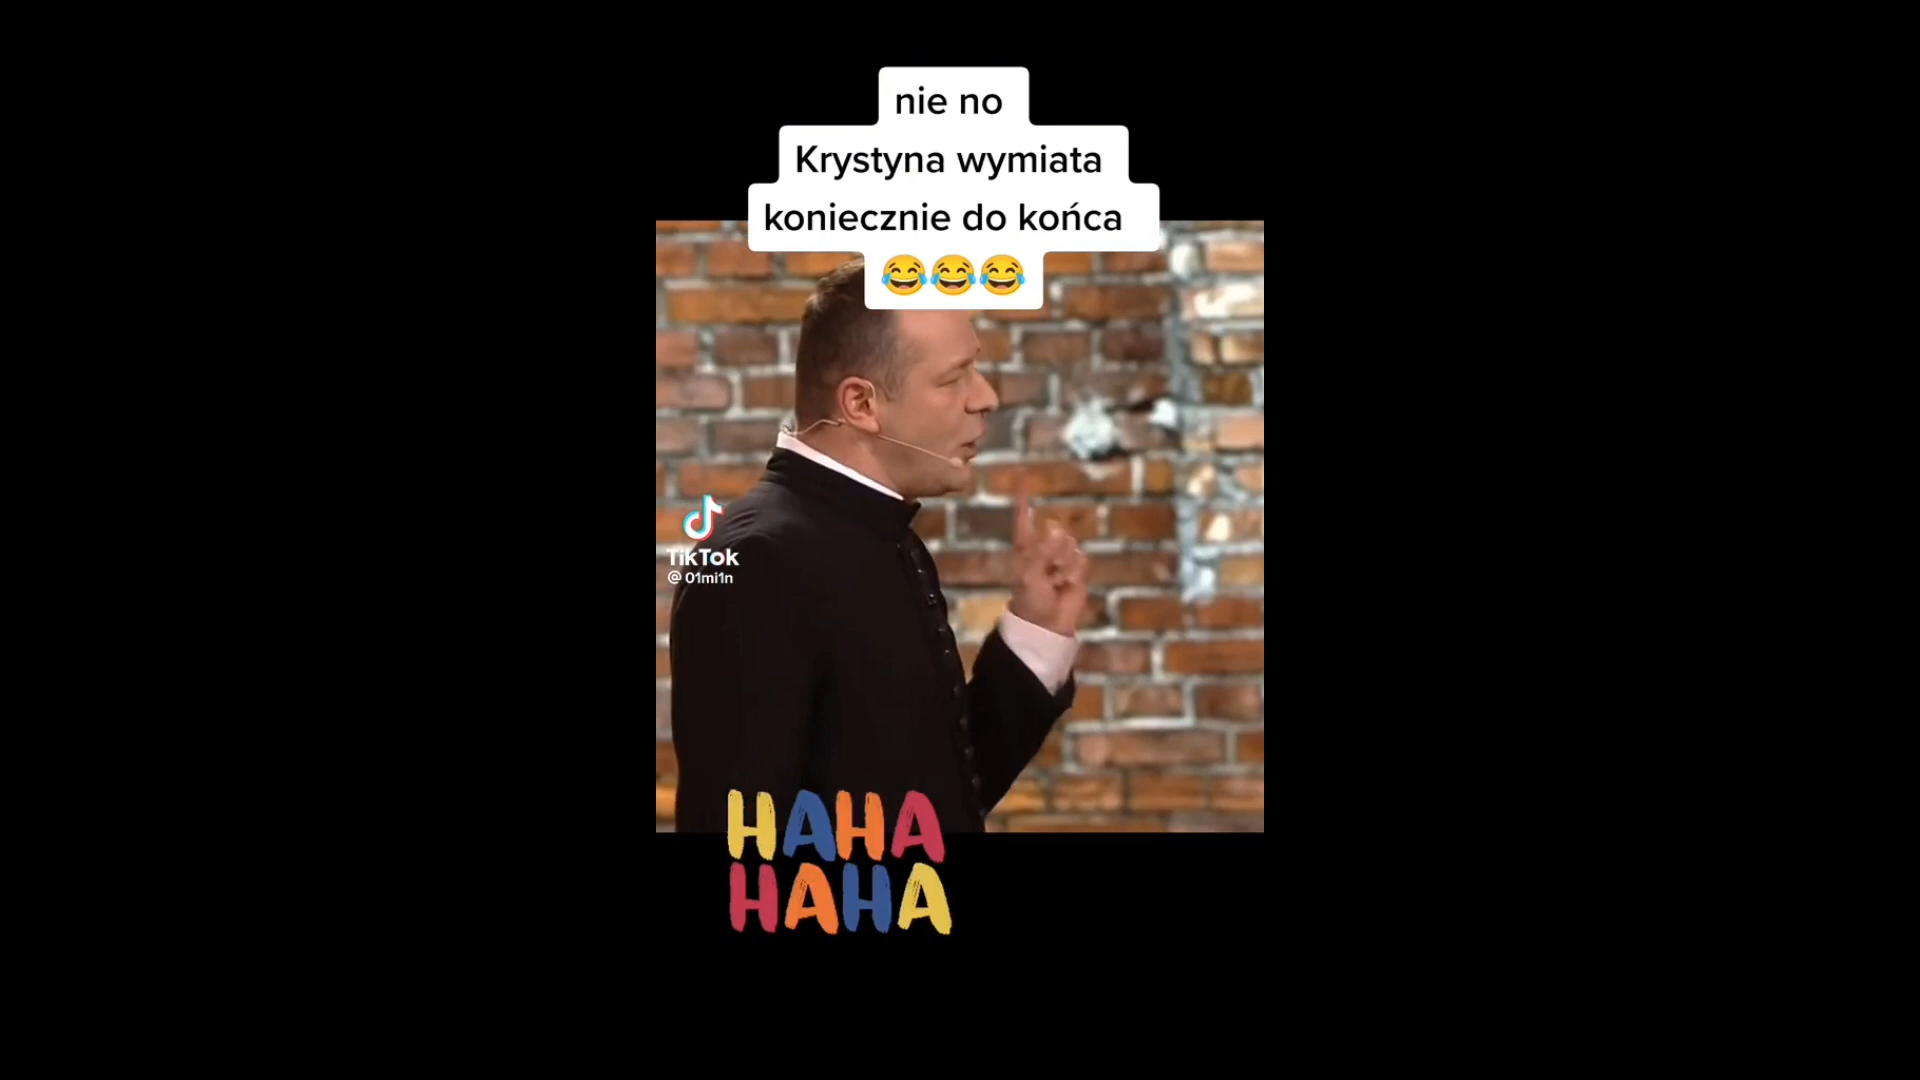 nie no
Krystyna wymiata
koniecznie do końca
😂😂😂
TikTok
@ 01mi1n
HAHA
HAHA